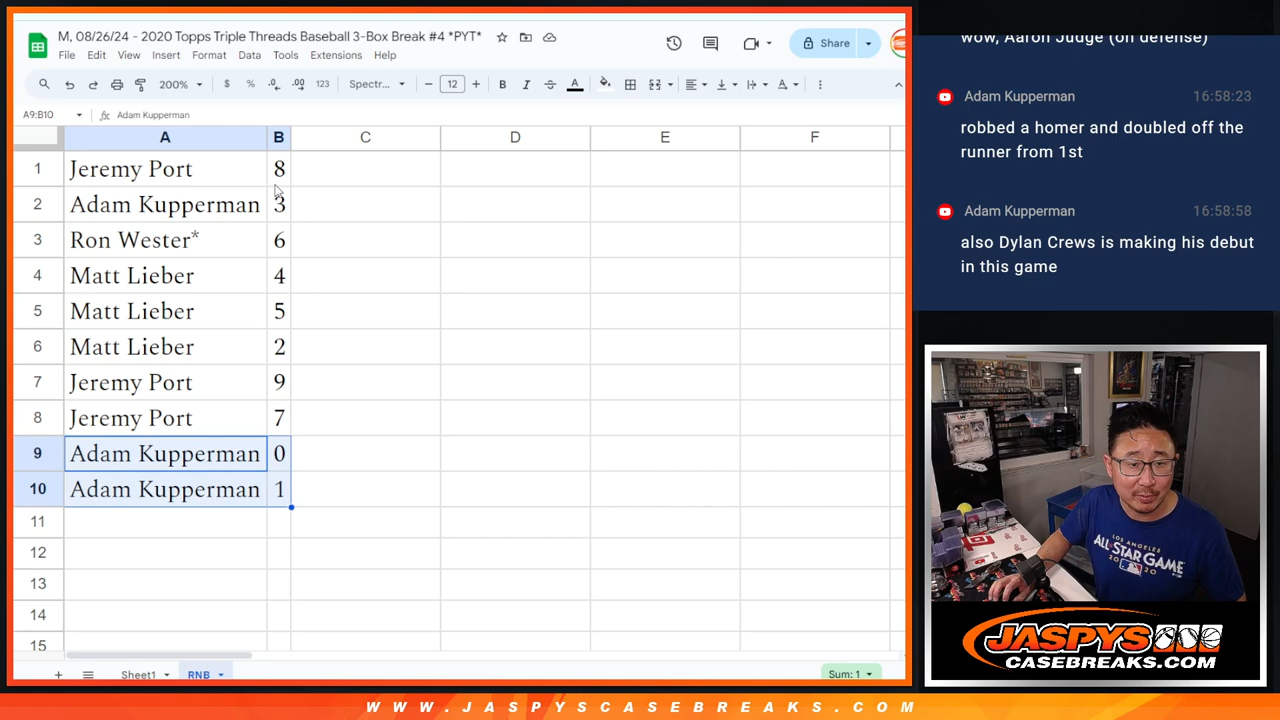 M, 08/26/24 - 2020 Topps Triple Threads Baseball 3-Box Break #4 *PYT*
File Edit View Insert Format Data Tools Extensions Help
Share
200% $ % .0 .00 123 Spectr... 12 B I A
A9:B10 fx Adam Kupperman
A B C D E F
1 Jeremy Port 8
2 Adam Kupperman 3
3 Ron Wester* 6
4 Matt Lieber 4
5 Matt Lieber 5
6 Matt Lieber 2
7 Jeremy Port 9
8 Jeremy Port 7
9 Adam Kupperman 0
10 Adam Kupperman 1
11
12
13
14
15
Sheet1 RNB Sum: 1
wow, Aaron Judge (on defense)
Adam Kupperman 16:58:23
robbed a homer and doubled off the
runner from 1st
Adam Kupperman 16:58:58
also Dylan Crews is making his debut
in this game
LOS ANGELES
ALL STAR GAME
2020
JASPYS
CASEBREAKS.COM
WWW.JASPYSCASEBREAKS.COM